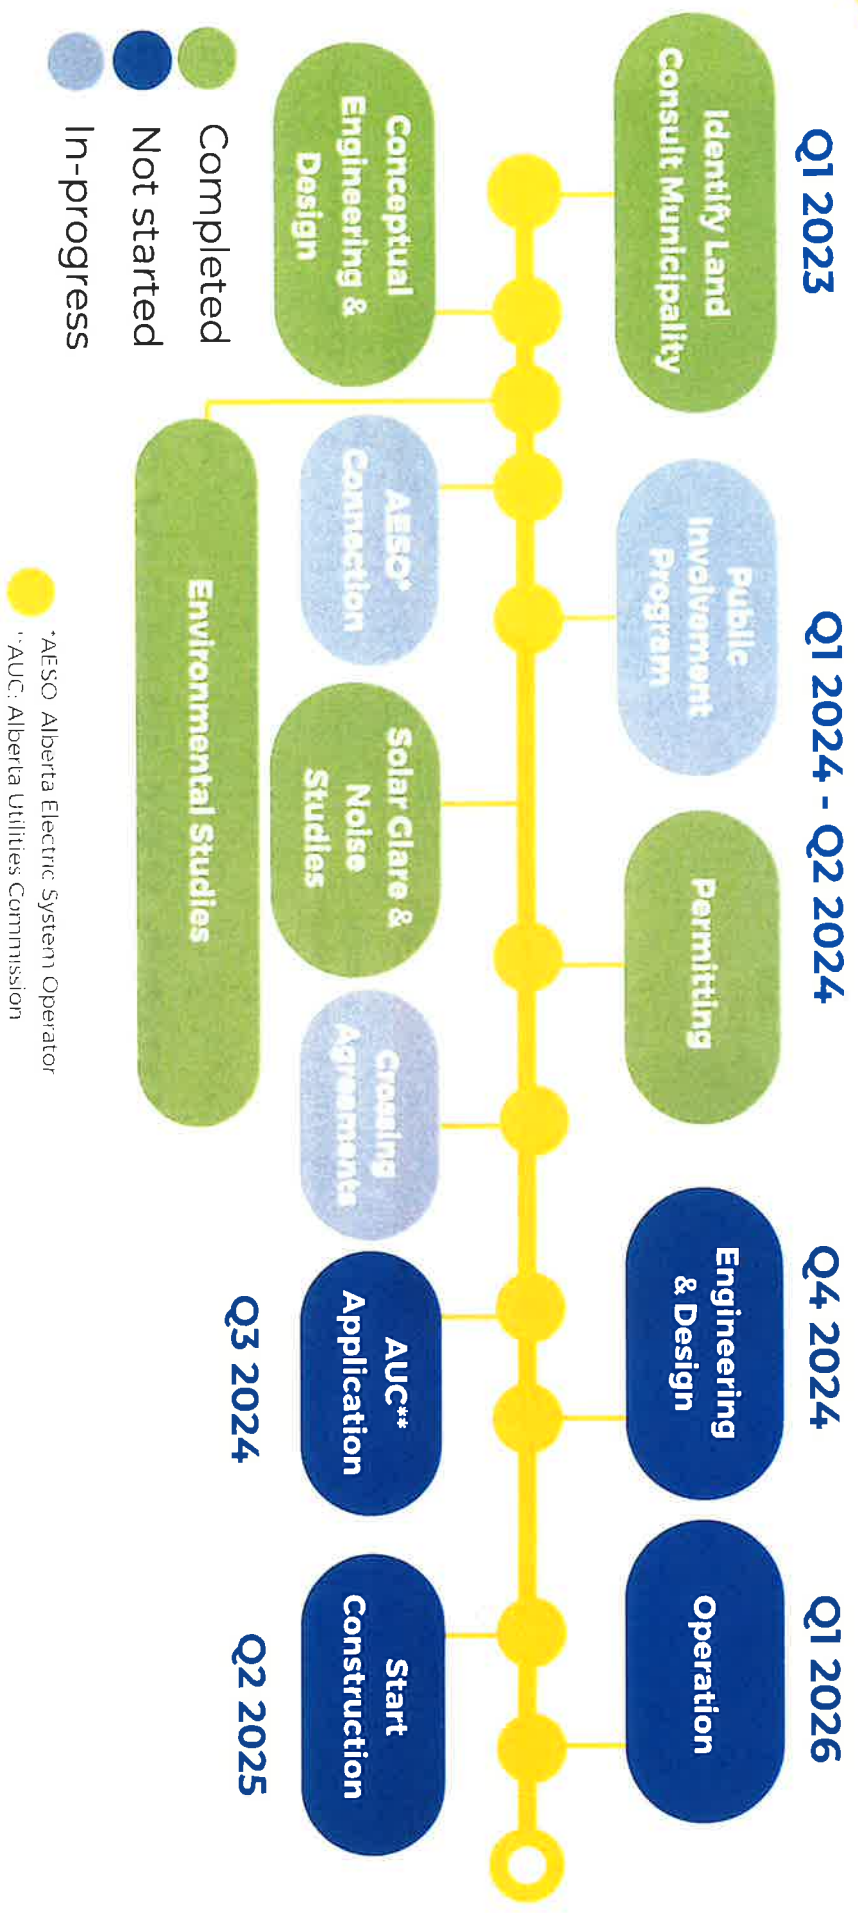 Q1 2023
Q1 2024 - Q2 2024
Q4 2024
Q1 2026
Identify Land
Consult Municipality
Public
Involvement
Program
Permitting
Engineering
& Design
Operation
Conceptual
Engineering &
Design
AESO*
Connection
Solar Glare &
Noise
Studies
Crossing
Agreements
AUC**
Application
Start
Construction
Environmental Studies
Q3 2024
Q2 2025
Completed
Not started
In-progress
*AESO Alberta Electric System Operator
**AUC: Alberta Utilities Commission